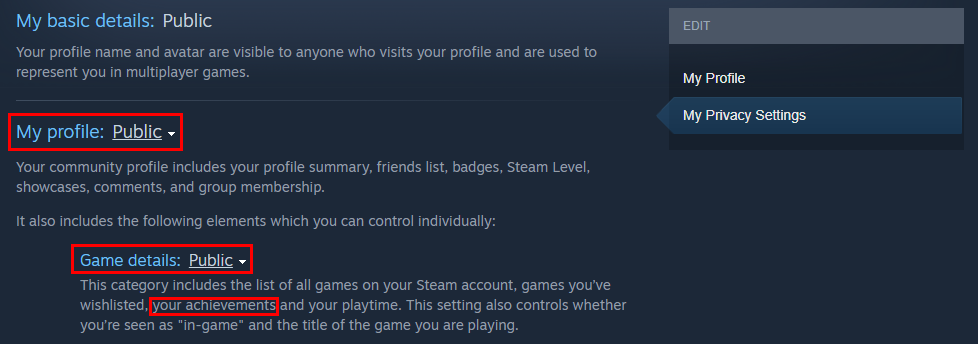 My basic details: Public
Your profile name and avatar are visible to anyone who visits your profile and are used to
represent you in multiplayer games.
My profile: Public
Your community profile includes your profile summary, friends list, badges, Steam Level,
showcases, comments, and group membership.
It also includes the following elements which you can control individually:
Game details: Public
This category includes the list of all games on your Steam account, games you've
wishlisted, your achievements and your playtime. This setting also controls whether
you're seen as "in-game" and the title of the game you are playing.
EDIT
My Profile
My Privacy Settings